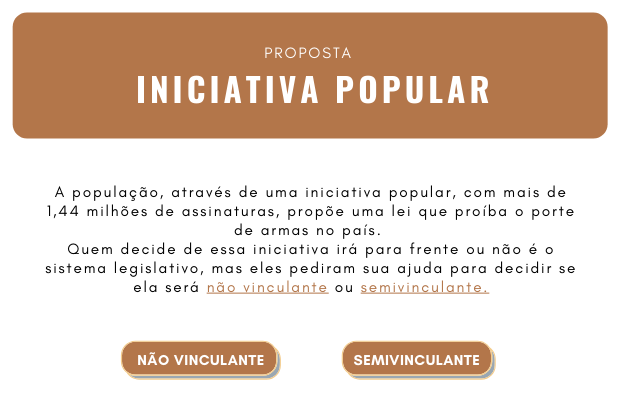 PROPOSTA
INICIATIVA POPULAR
A população, através de uma iniciativa popular, com mais de
1,44 milhões de assinaturas, propõe uma lei que proíba o porte
de armas no país.
Quem decide de essa iniciativa irá para frente ou não é o
sistema legislativo, mas eles pediram sua ajuda para decidir se
ela será não vinculante ou semivinculante.
NÃO VINCULANTE
SEMIVINCULANTE